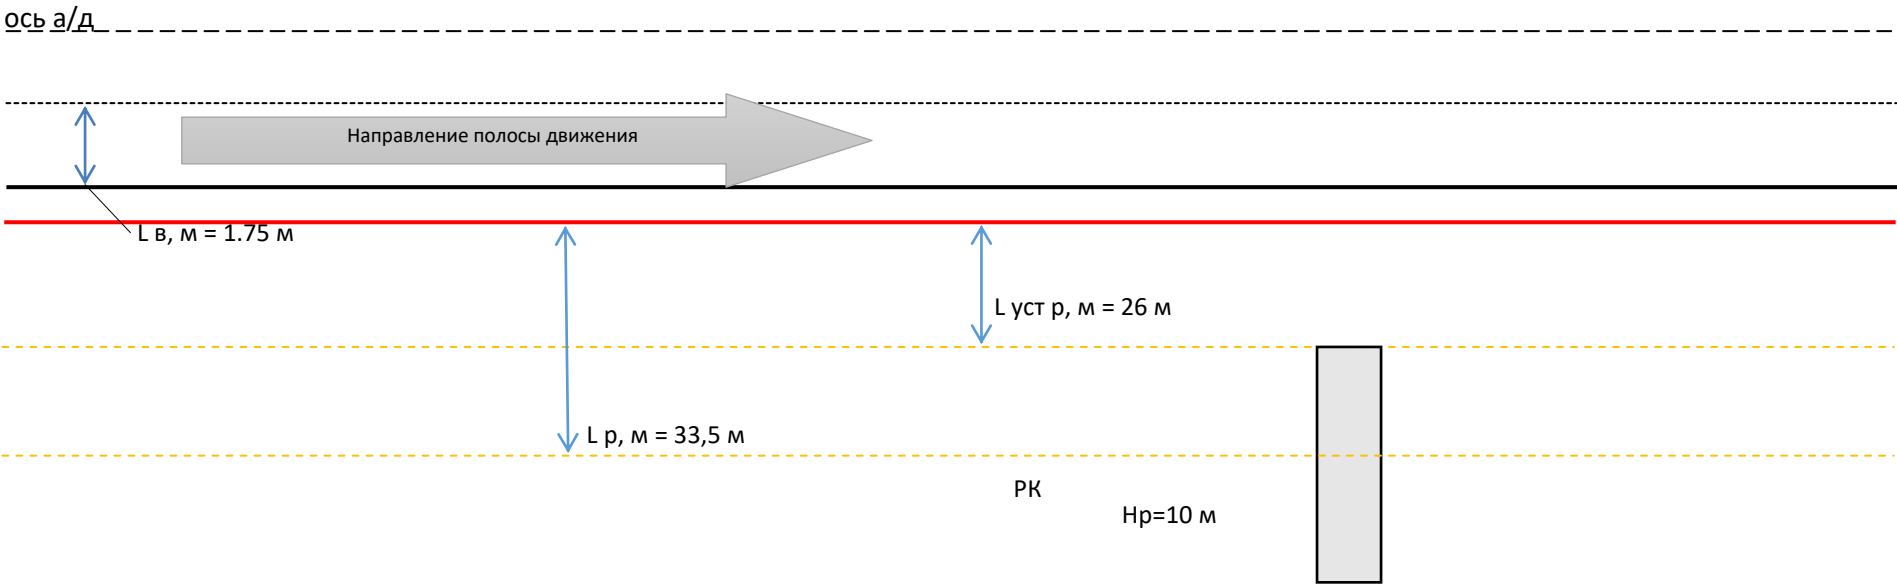 ось а/д
Направление полосы движения
L в, м = 1.75 м
L уст р, м = 26 м
L р, м = 33,5 м
РК
Нр=10 м